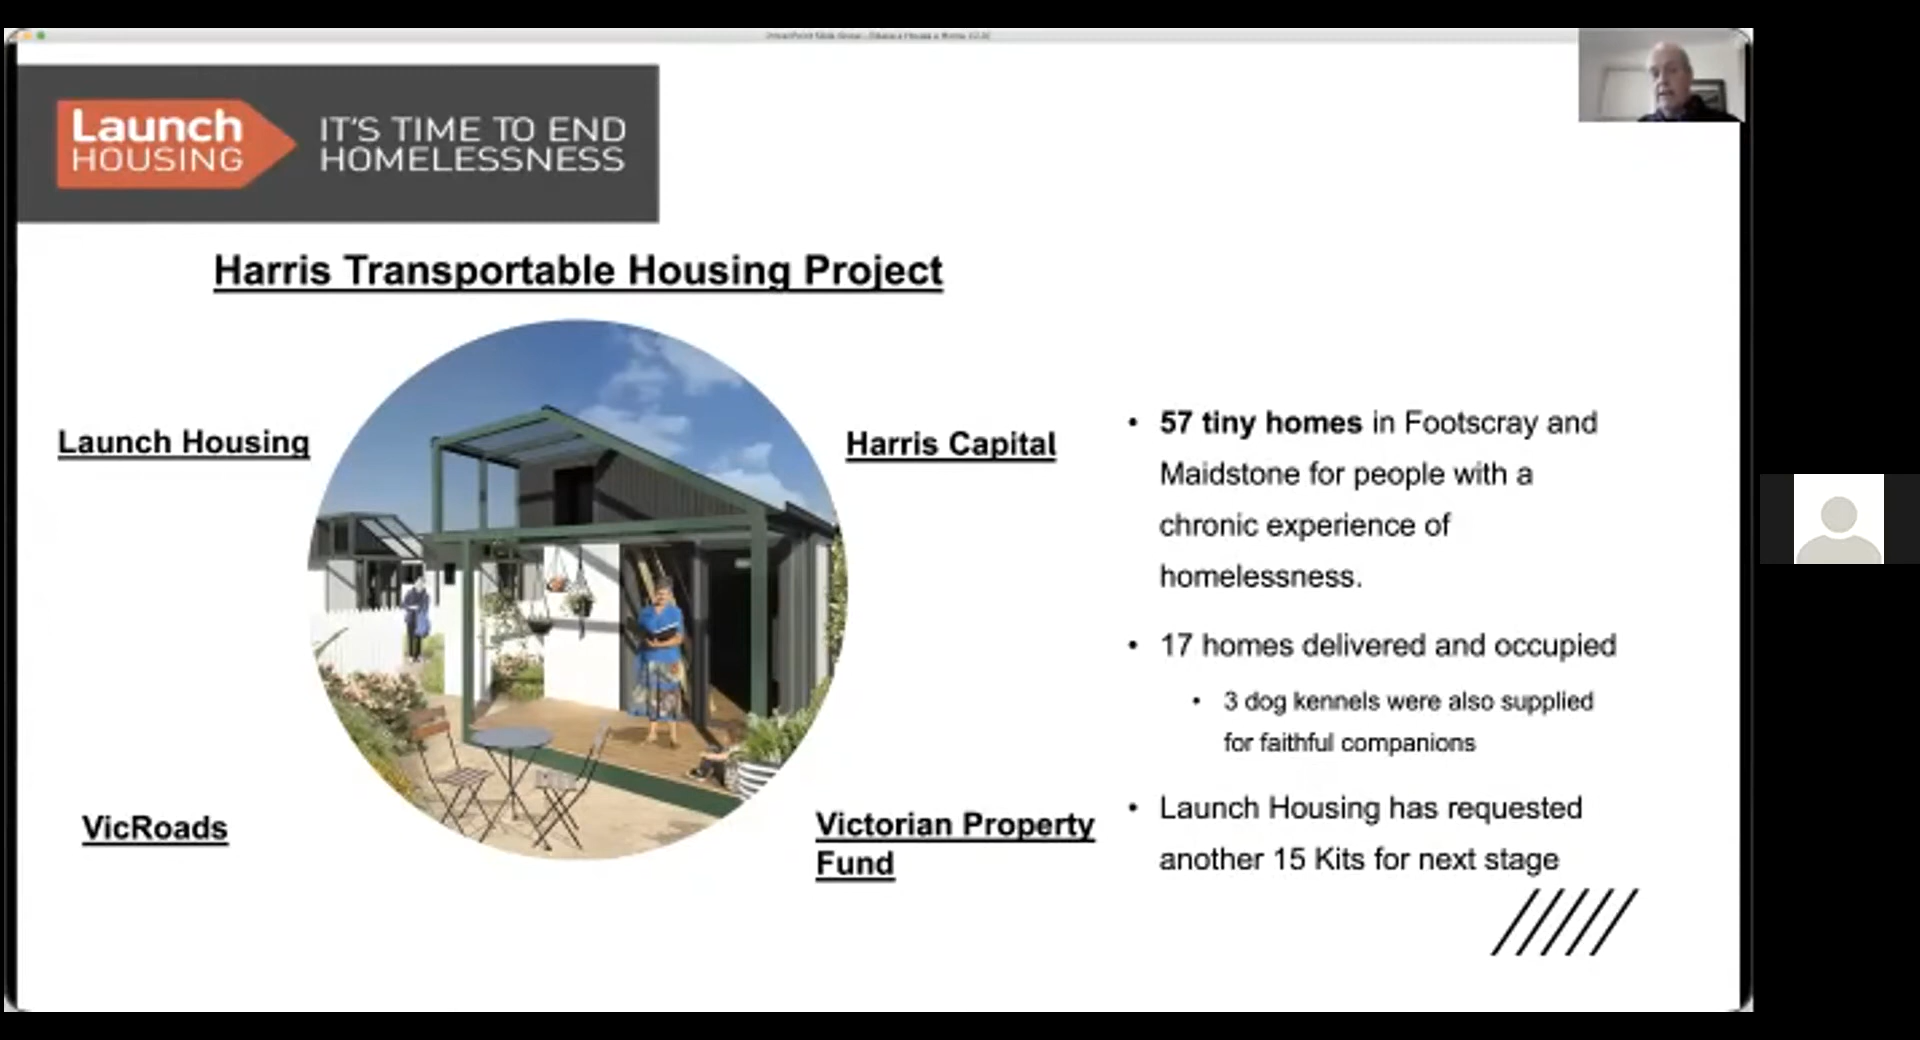 Launch
HOUSING
IT'S TIME TO END
HOMELESSNESS
Harris Transportable Housing Project
Launch Housing
Harris Capital
VicRoads
Victorian Property
Fund
• 57 tiny homes in Footscray and
Maidstone for people with a
chronic experience of
homelessness.
• 17 homes delivered and occupied
• 3 dog kennels were also supplied
for faithful companions
• Launch Housing has requested
another 15 Kits for next stage